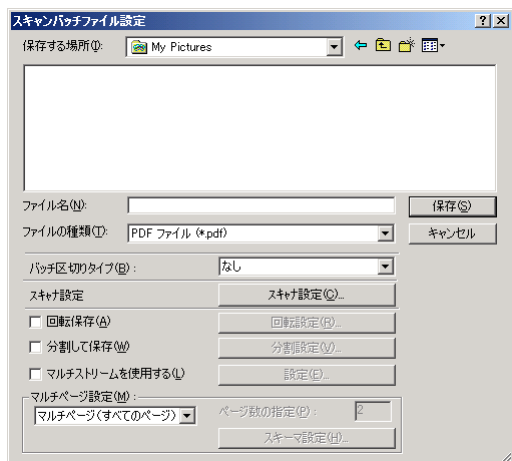 スキャンバッチファイル設定
保存する場所(I):
My Pictures
ファイル名(N):
保存(S)
ファイルの種類(T):
PDF ファイル (*.pdf)
キャンセル
バッチ区切りタイプ(B) :
なし
スキャナ設定
スキャナ設定(C)...
回転保存(A)
回転設定(R)...
分割して保存(W)
分割設定(V)...
マルチストリームを使用する(L)
設定(E)...
マルチページ設定(M) :
マルチページ(すべてのページ)
ページ数の指定(P) :
2
スキーマ設定(H)...